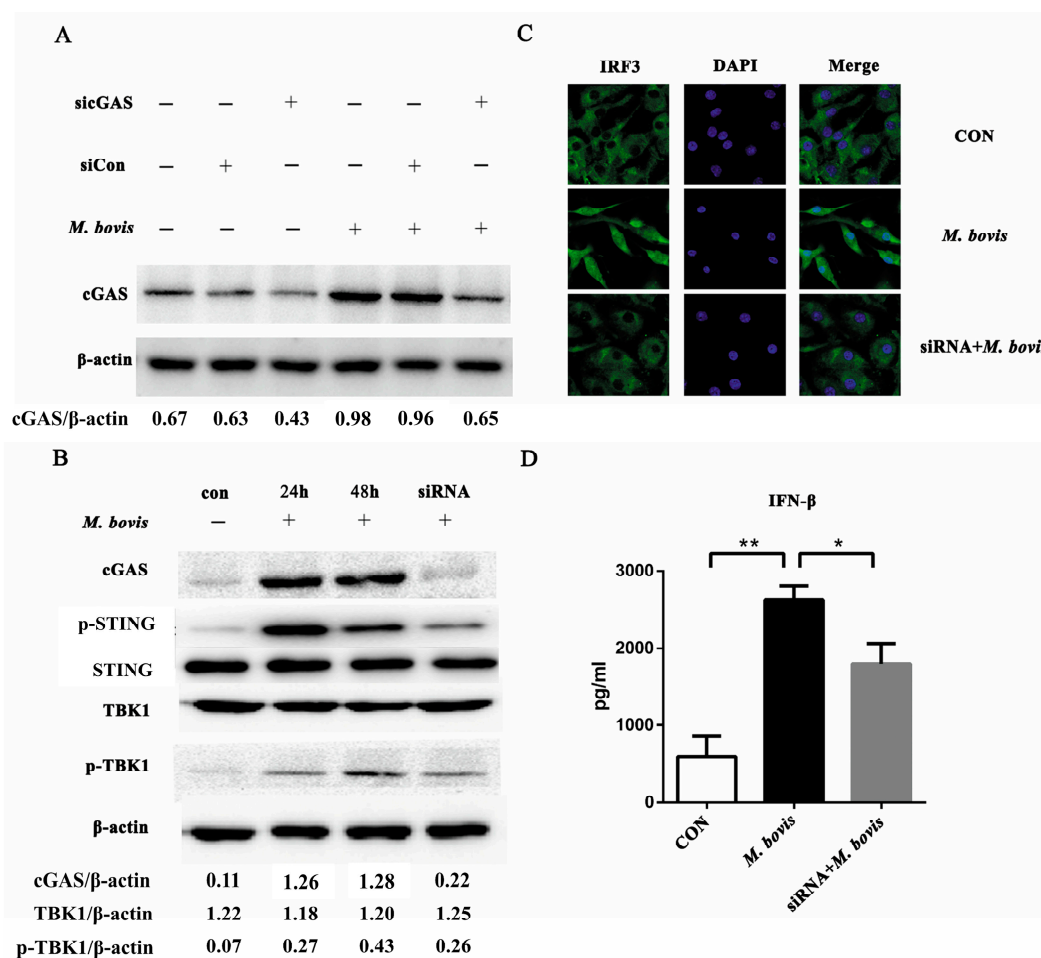 A
sicGAS − − + − − +
siCon − + − − + −
M. bovis − − − + + +
cGAS
β-actin
cGAS/β-actin 0.67 0.63 0.43 0.98 0.96 0.65
C
IRF3 DAPI Merge
CON
M. bovis
siRNA+M. bovi
B
con 24h 48h siRNA
M. bovis − + + +
cGAS
p-STING
STING
TBK1
p-TBK1
β-actin
cGAS/β-actin 0.11 1.26 1.28 0.22
TBK1/β-actin 1.22 1.18 1.20 1.25
p-TBK1/β-actin 0.07 0.27 0.43 0.26
D
IFN-β
** *
3000
2000
1000
0
pg/ml
CON
M. bovis
siRNA+M. bovis